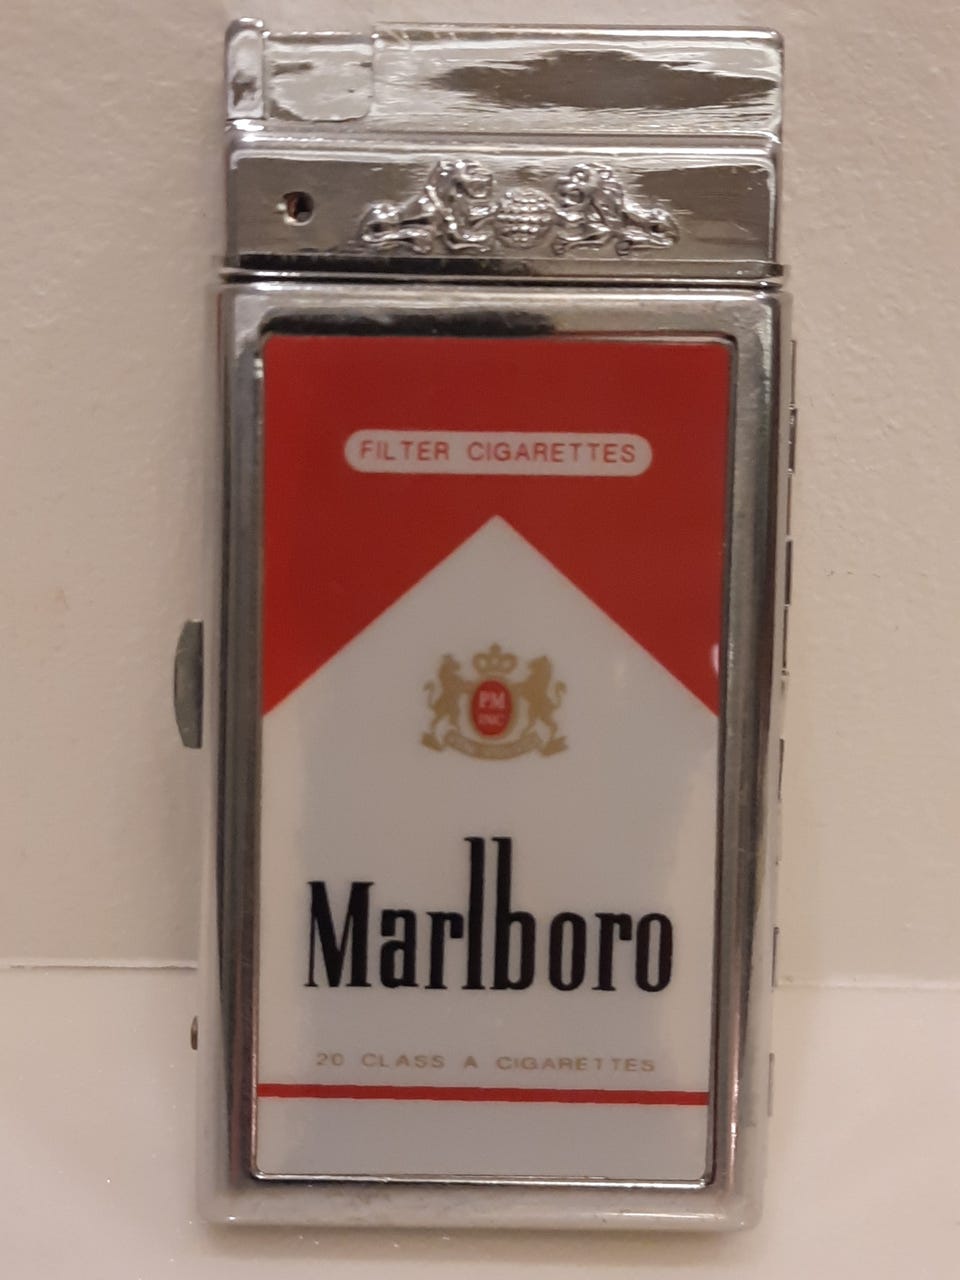 FILTER CIGARETTES
PM
INC
Marlboro
20 CLASS A CIGARETTES